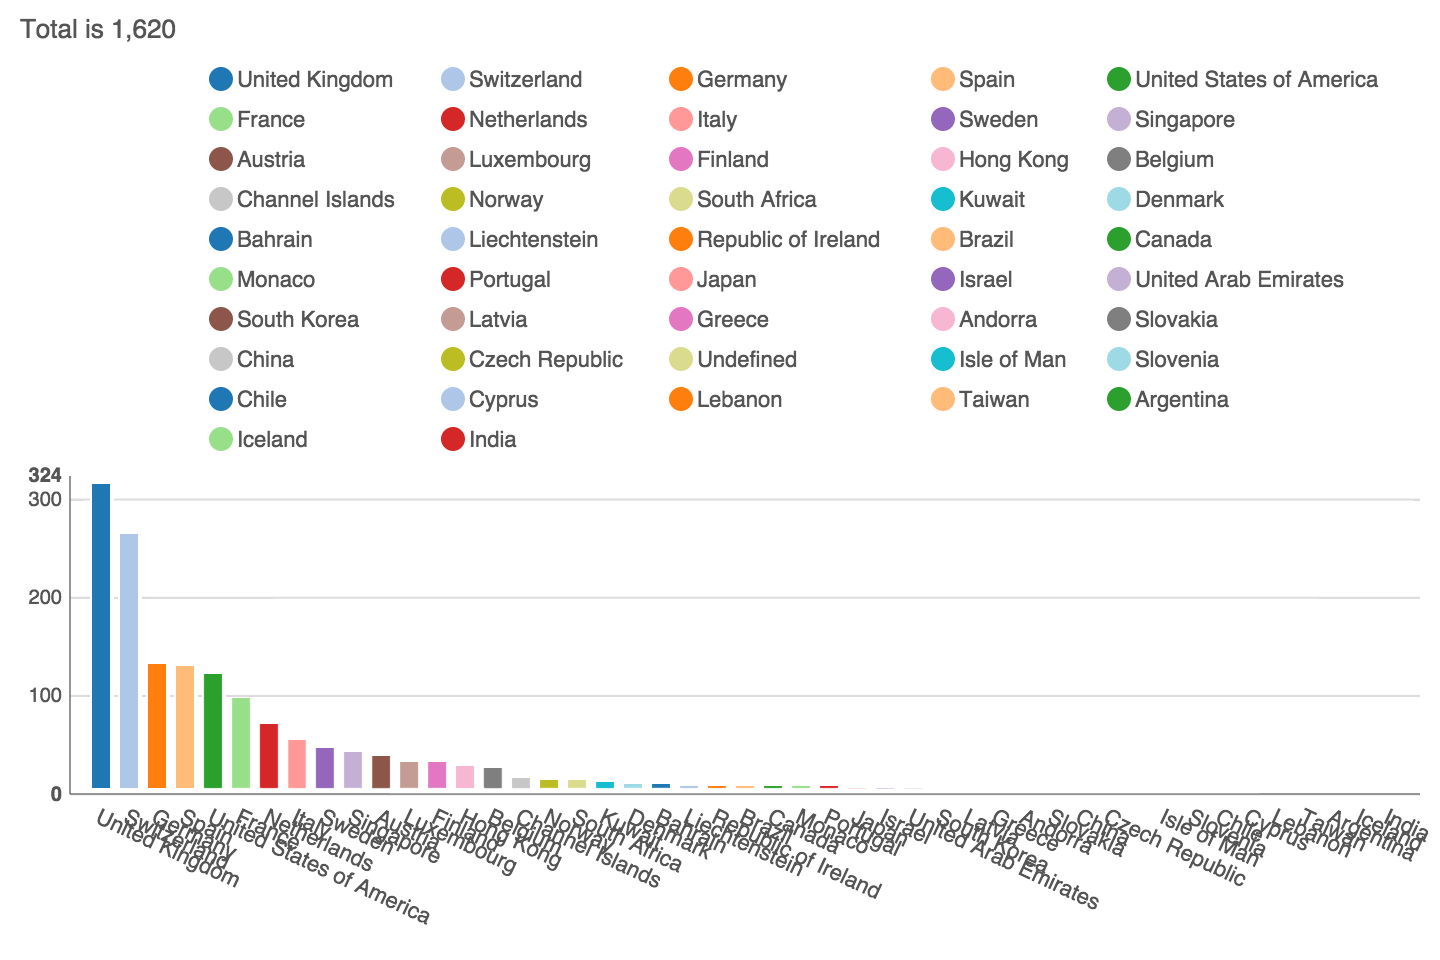 Total is 1,620
United Kingdom Switzerland Germany Spain United States of America
France Netherlands Italy Sweden Singapore
Austria Luxembourg Finland Hong Kong Belgium
Channel Islands Norway South Africa Kuwait Denmark
Bahrain Liechtenstein Republic of Ireland Brazil Canada
Monaco Portugal Japan Israel United Arab Emirates
South Korea Latvia Greece Andorra Slovakia
China Czech Republic Undefined Isle of Man Slovenia
Chile Cyprus Lebanon Taiwan Argentina
Iceland India
324
300
200
100
0
United Kingdom
Switzerland
Germany
Spain
United States of America
France
Netherlands
Italy
Sweden
Singapore
Austria
Luxembourg
Finland
Hong Kong
Belgium
Channel Islands
Norway
South Africa
Kuwait
Denmark
Bahrain
Liechtenstein
Republic of Ireland
Brazil
Canada
Monaco
Portugal
Japan
Israel
United Arab Emirates
South Korea
Latvia
Greece
Andorra
Slovakia
China
Czech Republic
Isle of Man
Slovenia
Chile
Cyprus
Lebanon
Taiwan
Argentina
Iceland
India